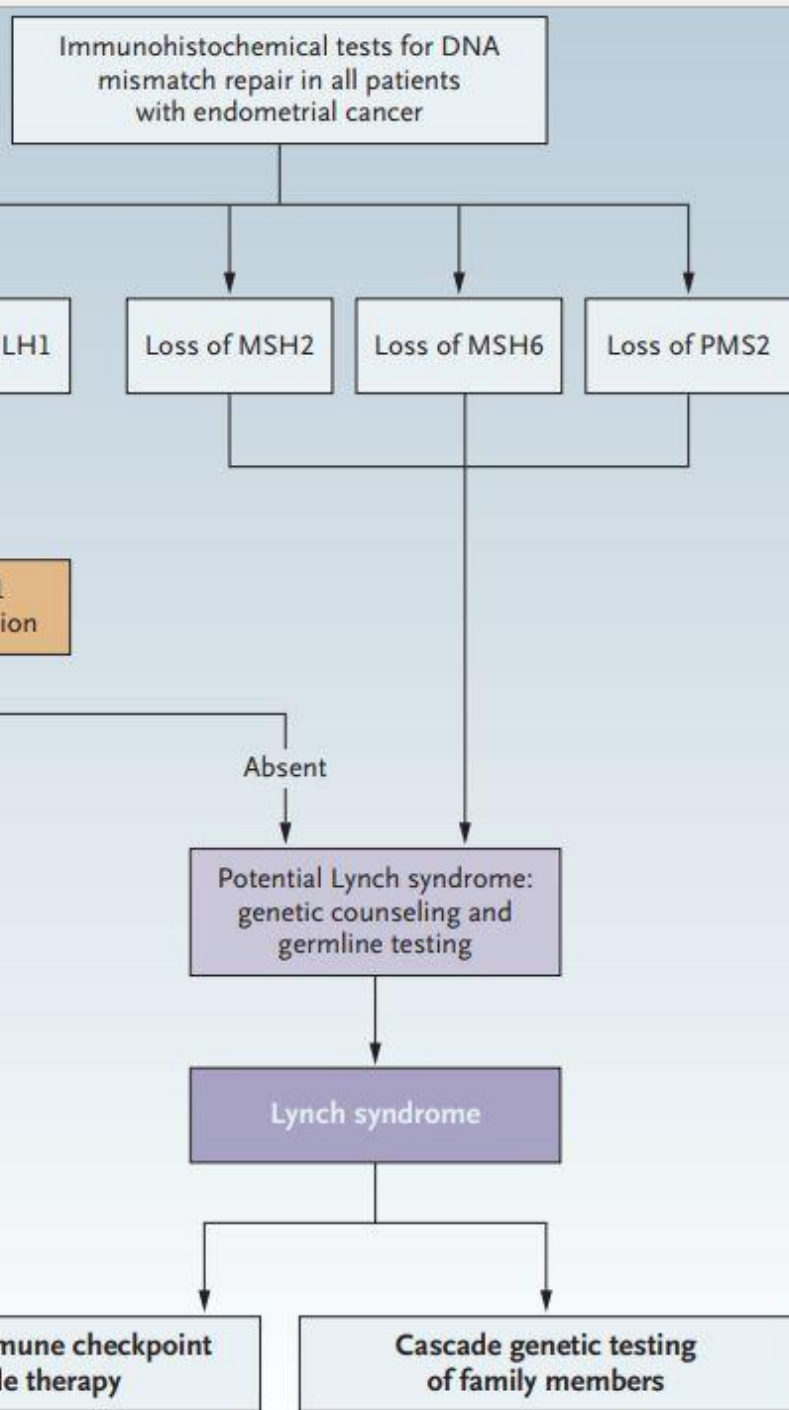 Immunohistochemical tests for DNA
mismatch repair in all patients
with endometrial cancer
LH1
Loss of MSH2
Loss of MSH6
Loss of PMS2
ion
Absent
Potential Lynch syndrome:
genetic counseling and
germline testing
Lynch syndrome
mune checkpoint
le therapy
Cascade genetic testing
of family members